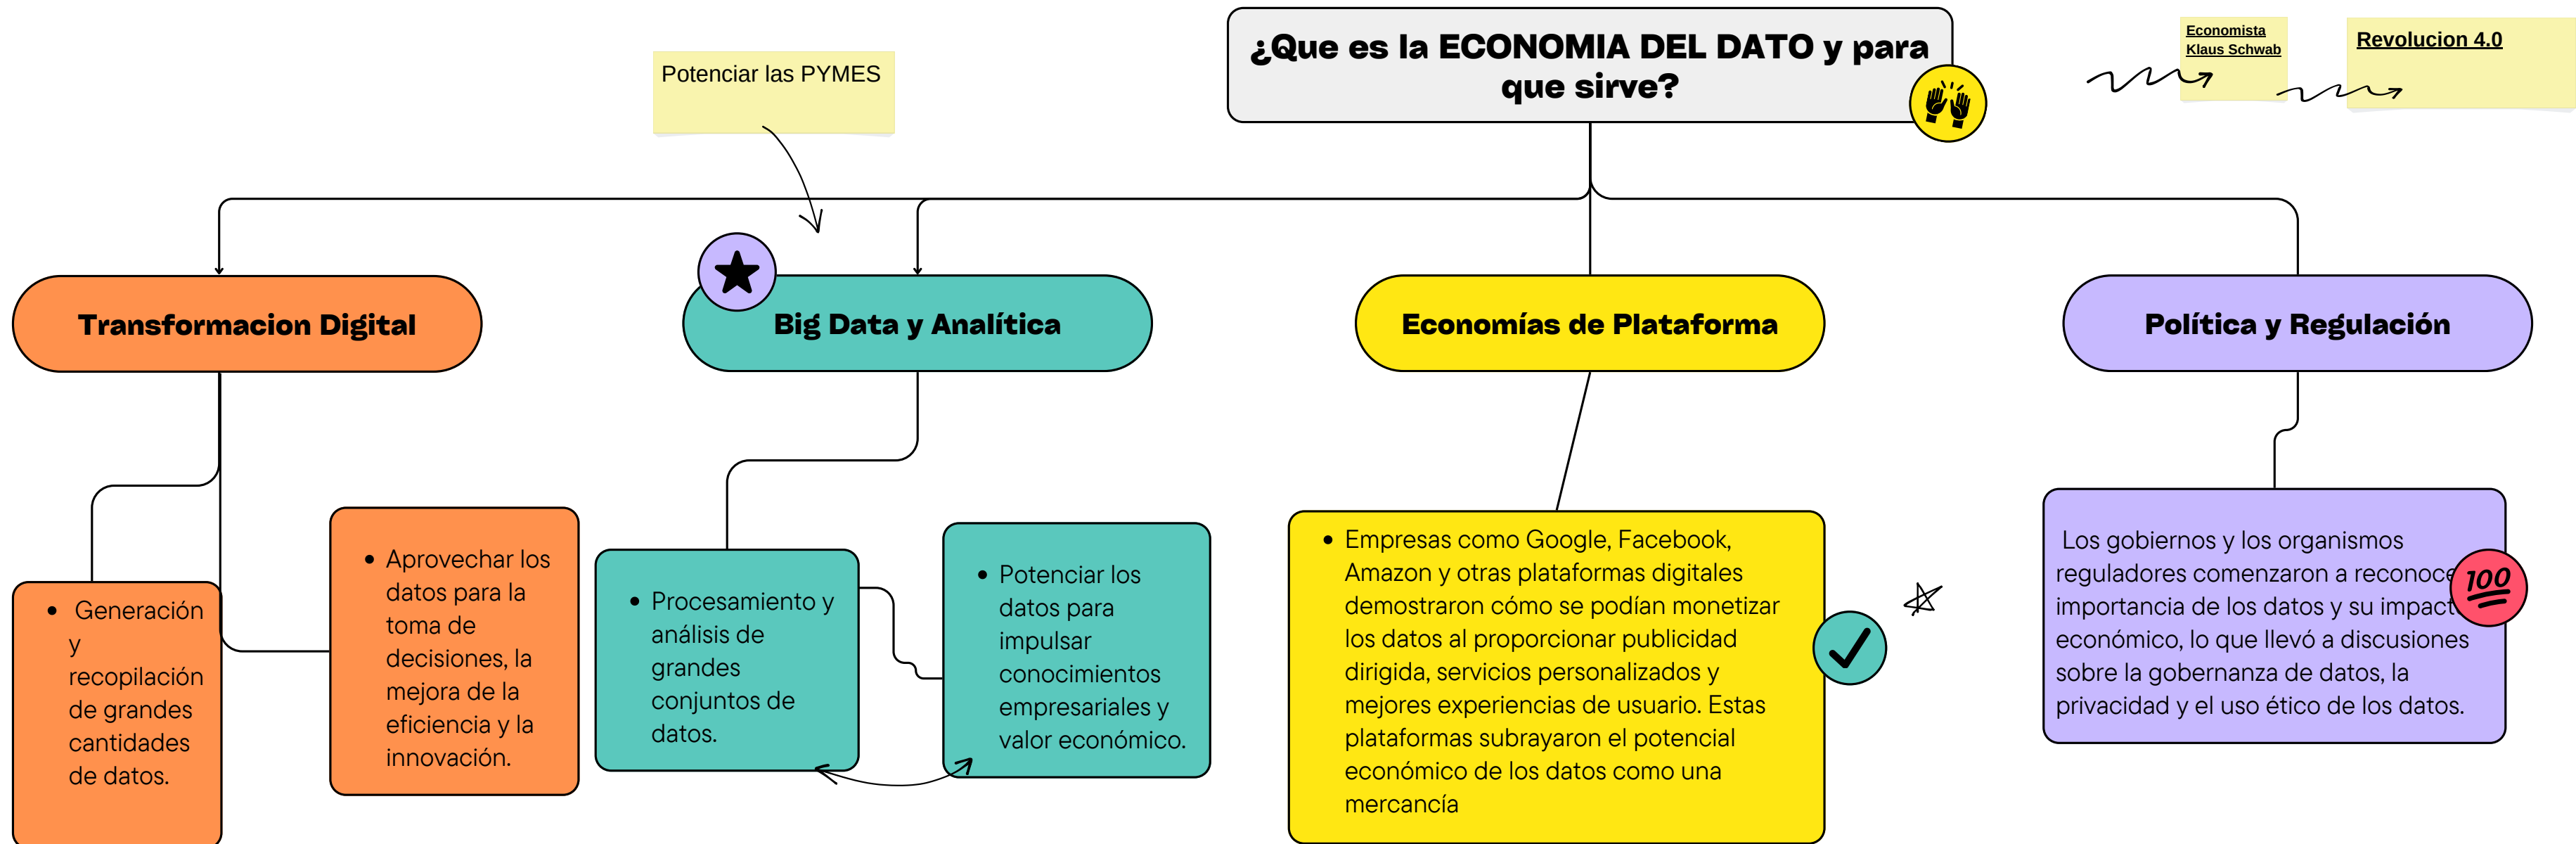 ¿Que es la ECONOMIA DEL DATO y para
que sirve?
Economista
Klaus Schwab
Revolucion 4.0
Potenciar las PYMES
Transformacion Digital
Big Data y Analítica
Economías de Plataforma
Política y Regulación
Generación
y
recopilación
de grandes
cantidades
de datos.
Aprovechar los
datos para la
toma de
decisiones, la
mejora de la
eficiencia y la
innovación.
Procesamiento y
análisis de
grandes
conjuntos de
datos.
Potenciar los
datos para
impulsar
conocimientos
empresariales y
valor económico.
Empresas como Google, Facebook,
Amazon y otras plataformas digitales
demostraron cómo se podían monetizar
los datos al proporcionar publicidad
dirigida, servicios personalizados y
mejores experiencias de usuario. Estas
plataformas subrayaron el potencial
económico de los datos como una
mercancía
Los gobiernos y los organismos
reguladores comenzaron a
importancia de los datos y su
económico, lo que llevó a discusiones
sobre la gobernanza de datos, la
privacidad y el uso ético de los datos.
100